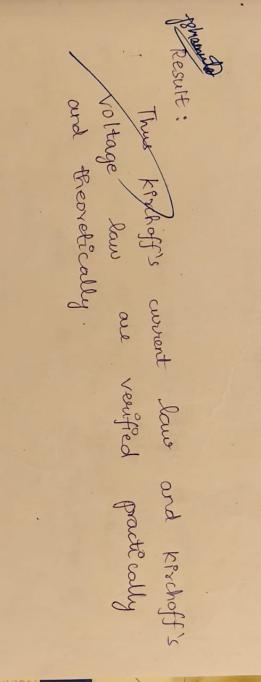 Result:
Thus Kirchoff's current law and Kirchoff's
voltage law are verified practically
and theoretically.